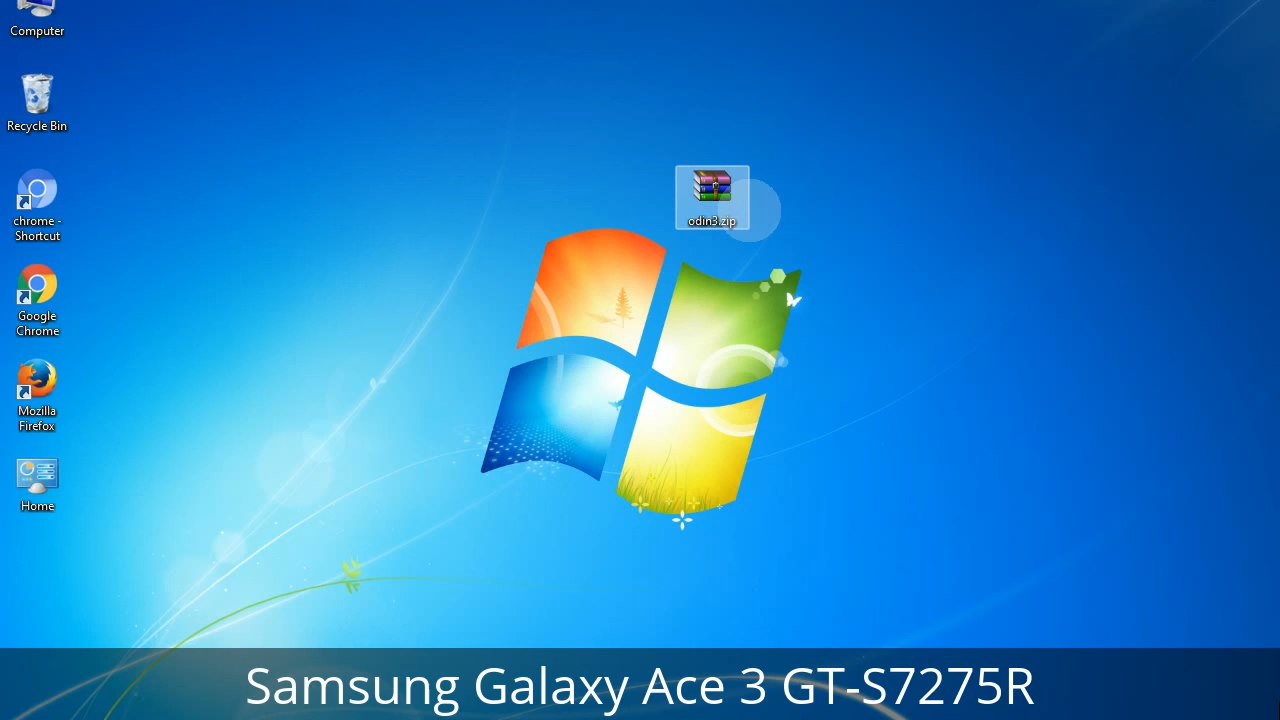 Computer
Recycle Bin
chrome -
Shortcut
Google
Chrome
Mozilla
Firefox
Home
odin3.zip
Samsung Galaxy Ace 3 GT-S7275R